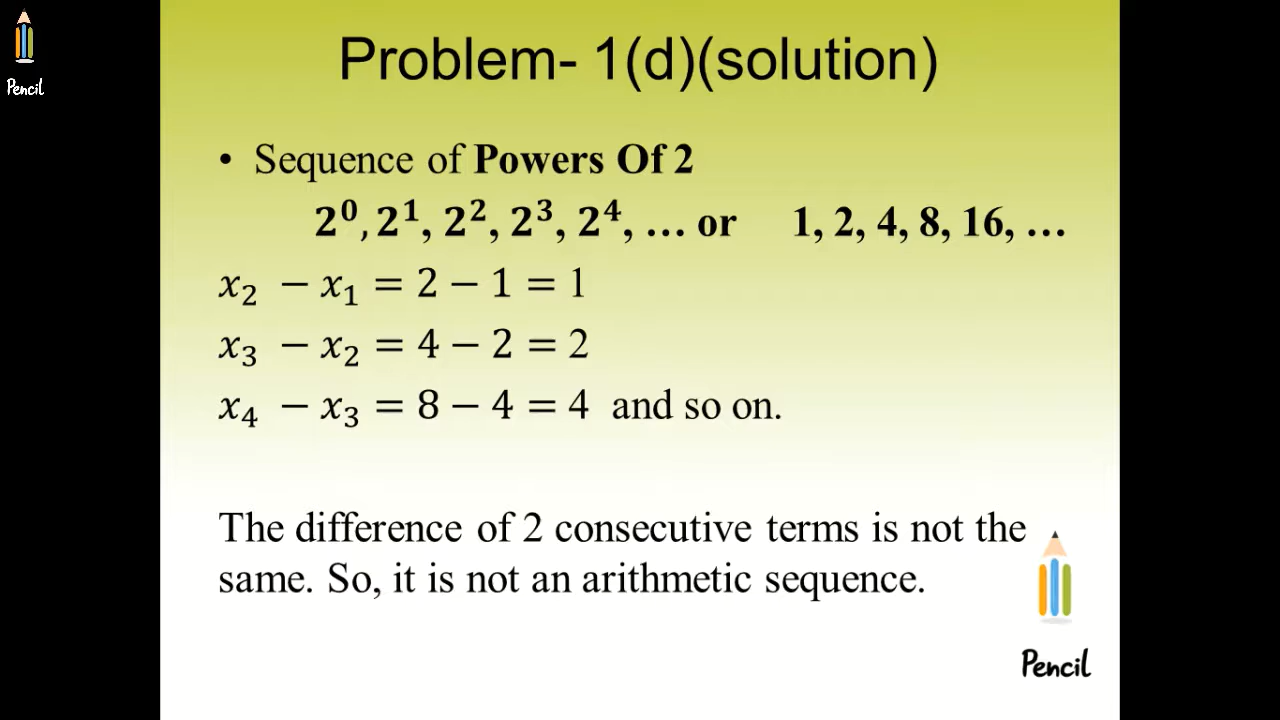 Pencil
Problem- 1(d)(solution)
• Sequence of Powers Of 2
2⁰, 2¹, 2², 2³, 2⁴, … or 1, 2, 4, 8, 16, …
x₂ − x₁ = 2 − 1 = 1
x₃ − x₂ = 4 − 2 = 2
x₄ − x₃ = 8 − 4 = 4 and so on.
The difference of 2 consecutive terms is not the
same. So, it is not an arithmetic sequence.
Pencil